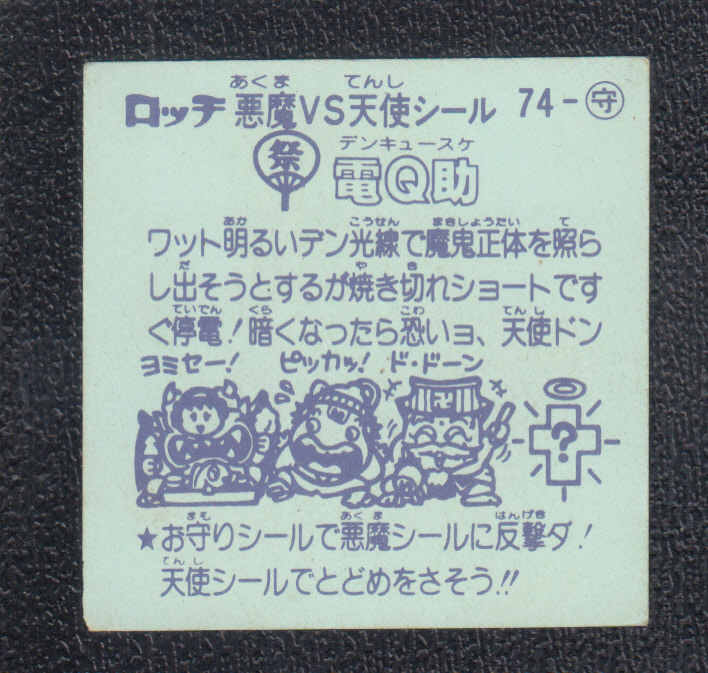 あくま てんし
ロッチ 悪魔VS天使シール 74-守
デンキュースケ
祭 電Q助
あか こうせん ましょうたい て
ワット明るいデン光線で魔鬼正体を照ら
だ や き
し出そうとするが焼き切れショートです
ていでん くら こわ てんし
ぐ停電!暗くなったら恐いョ、天使ドン
ヨミセー! ピッカッ! ド・ドーン
?
まも あくま はんげき
★お守りシールで悪魔シールに反撃ダ!
てんし
天使シールでとどめをさそう!!